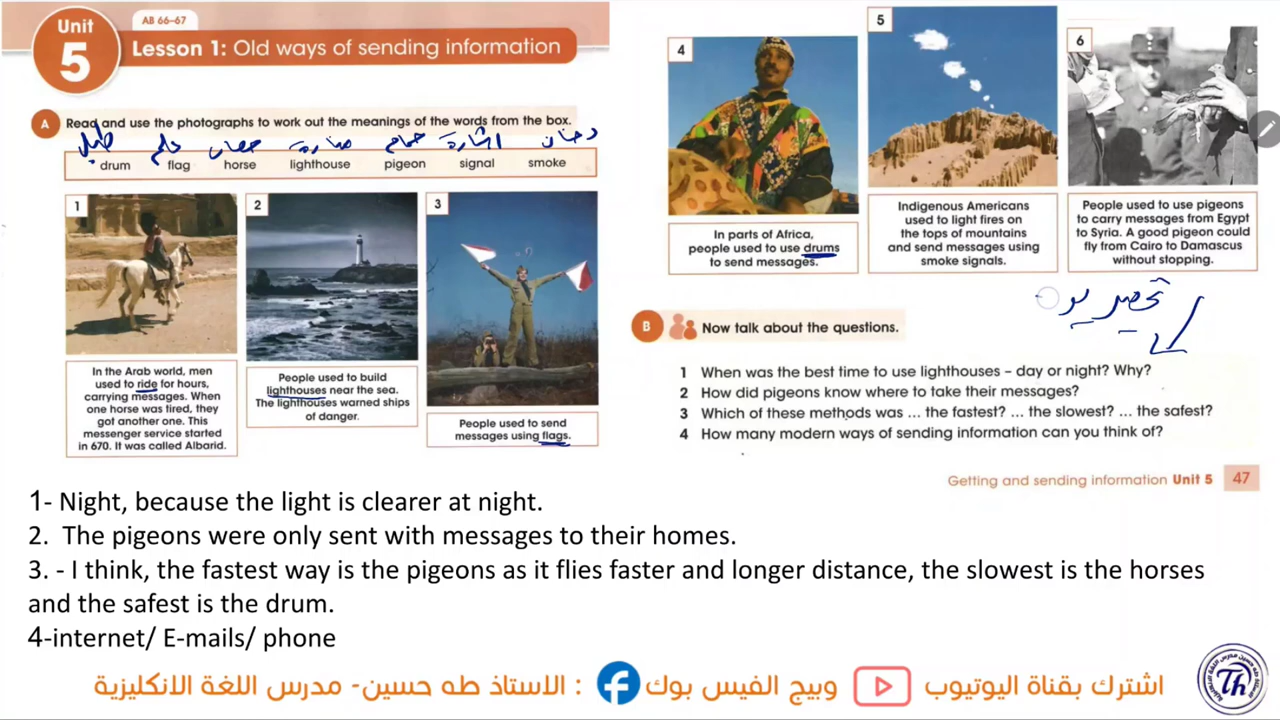 Unit
5
AB 66–67
Lesson 1: Old ways of sending information
A Read and use the photographs to work out the meanings of the words from the box.
طبل علم حصان منارة حمام اشارة دخان
drum flag horse lighthouse pigeon signal smoke
1
In the Arab world, men
used to ride for hours,
carrying messages. When
one horse was tired, they
got another one. This
messenger service started
in 670. It was called Albarid.
2
People used to build
lighthouses near the sea.
The lighthouses warned ships
of danger.
3
People used to send
messages using flags.
4
In parts of Africa,
people used to use drums
to send messages.
5
Indigenous Americans
used to light fires on
the tops of mountains
and send messages using
smoke signals.
6
People used to use pigeons
to carry messages from Egypt
to Syria. A good pigeon could
fly from Cairo to Damascus
without stopping.
B Now talk about the questions.
1 When was the best time to use lighthouses – day or night? Why?
2 How did pigeons know where to take their messages?
3 Which of these methods was ... the fastest? ... the slowest? ... the safest?
4 How many modern ways of sending information can you think of?
Getting and sending information Unit 5 47
1- Night, because the light is clearer at night.
2. The pigeons were only sent with messages to their homes.
3. - I think, the fastest way is the pigeons as it flies faster and longer distance, the slowest is the horses
and the safest is the drum.
4-internet/ E-mails/ phone
اشترك بقناة اليوتيوب وبيج الفيس بوك : الاستاذ طه حسين- مدرس اللغة الانكليزية
Th